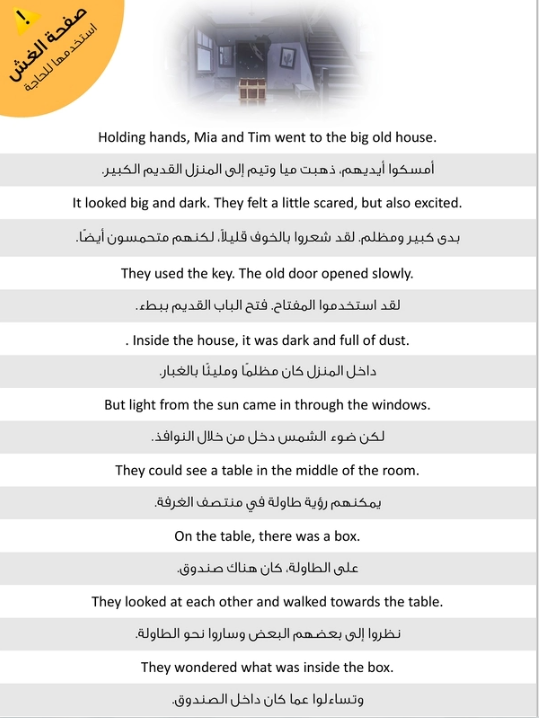 صفحة الغش
استخدمها للحاجة
Holding hands, Mia and Tim went to the big old house.
أمسكوا أيديهم، ذهبت ميا وتيم إلى المنزل القديم الكبير.
It looked big and dark. They felt a little scared, but also excited.
بدى كبير ومظلم. لقد شعروا بالخوف قليلاً، لكنهم متحمسون أيضًا.
They used the key. The old door opened slowly.
لقد استخدموا المفتاح. فتح الباب القديم ببطء.
. Inside the house, it was dark and full of dust.
داخل المنزل كان مظلمًا ومليئًا بالغبار.
But light from the sun came in through the windows.
لكن ضوء الشمس دخل من خلال النوافذ.
They could see a table in the middle of the room.
يمكنهم رؤية طاولة في منتصف الغرفة.
On the table, there was a box.
على الطاولة، كان هناك صندوق.
They looked at each other and walked towards the table.
نظروا إلى بعضهم البعض وساروا نحو الطاولة.
They wondered what was inside the box.
وتساءلوا عما كان داخل الصندوق.